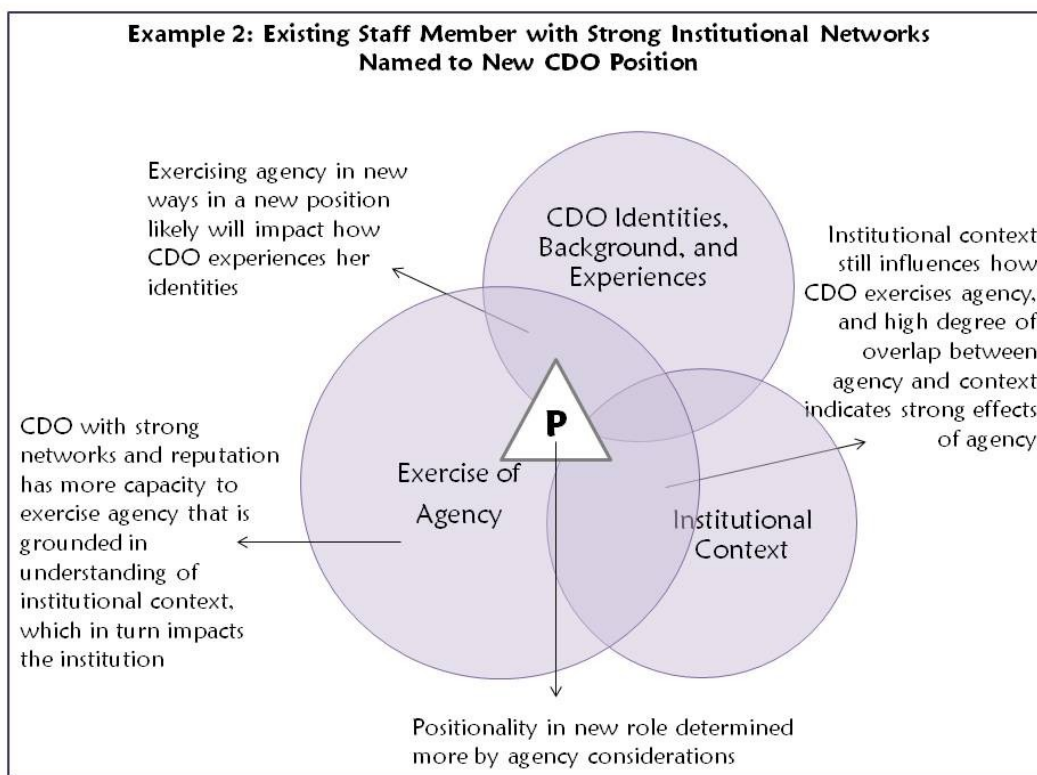 Example 2: Existing Staff Member with Strong Institutional Networks
Named to New CDO Position
Exercising agency in new
ways in a new position
likely will impact how
CDO experiences her
identities
CDO Identities,
Background, and
Experiences
Institutional context
still influences how
CDO exercises agency,
and high degree of
overlap between
agency and context
indicates strong effects
of agency
P
Exercise of
Agency
Institutional
Context
CDO with strong
networks and reputation
has more capacity to
exercise agency that is
grounded in
understanding of
institutional context,
which in turn impacts
the institution
Positionality in new role determined
more by agency considerations